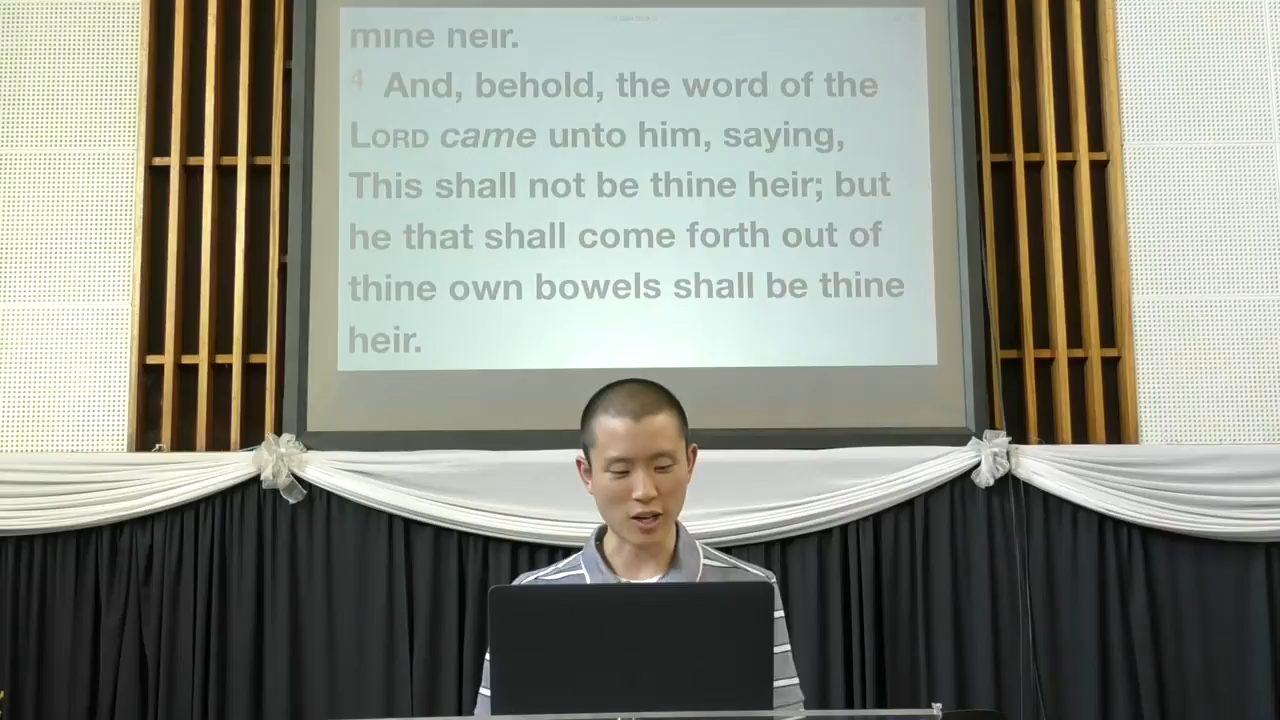 mine heir.
4 And, behold, the word of the
LORD came unto him, saying,
This shall not be thine heir; but
he that shall come forth out of
thine own bowels shall be thine
heir.